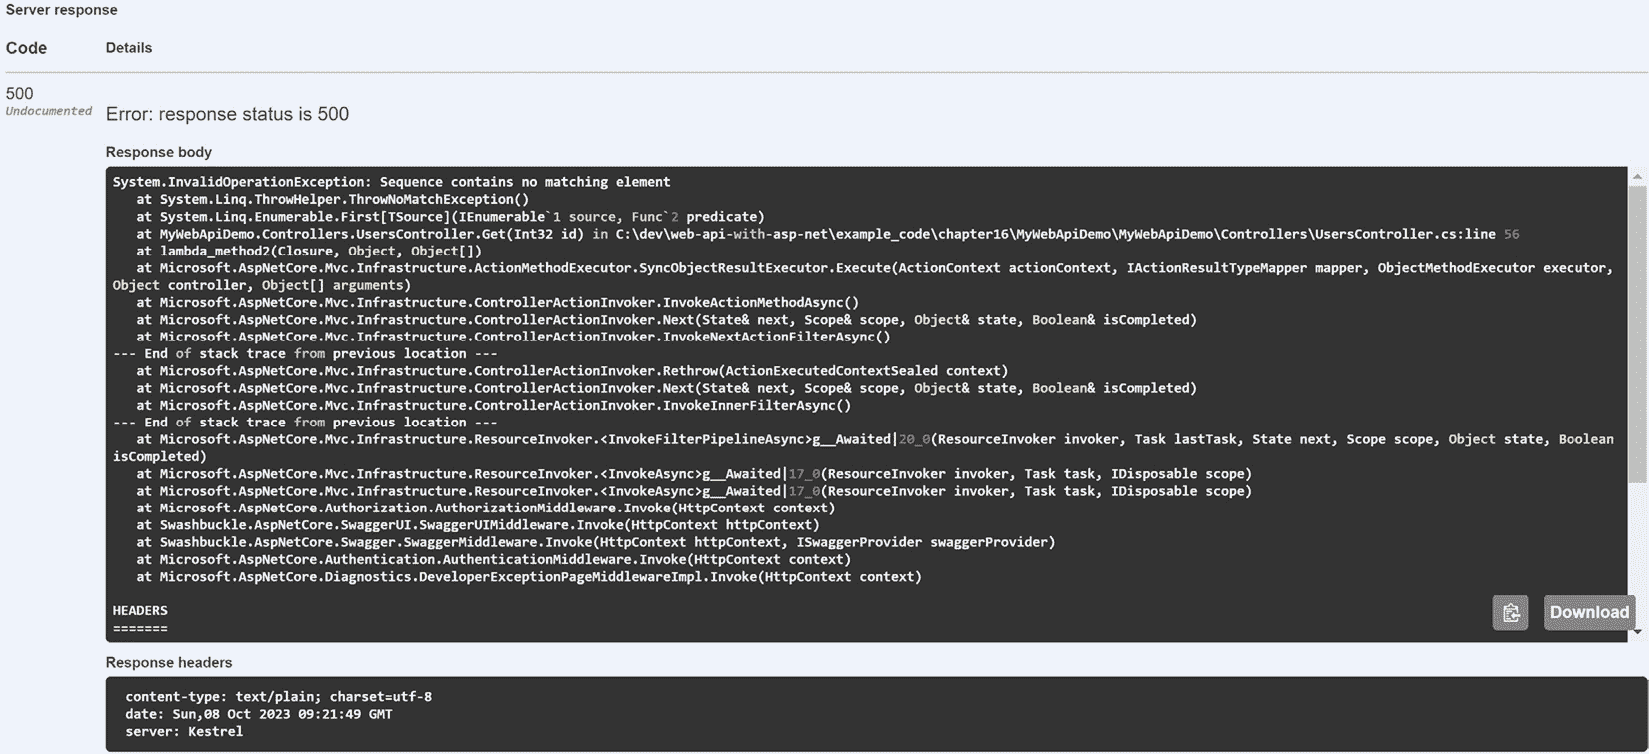 Server response
Code Details
500
Undocumented
Error: response status is 500
Response body
System.InvalidOperationException: Sequence contains no matching element
   at System.Linq.ThrowHelper.ThrowNoMatchException()
   at System.Linq.Enumerable.First[TSource](IEnumerable`1 source, Func`2 predicate)
   at MyWebApiDemo.Controllers.UsersController.Get(Int32 id) in C:\dev\web-api-with-asp-net\example_code\chapter16\MyWebApiDemo\MyWebApiDemo\Controllers\UsersController.cs:line 56
   at lambda_method2(Closure, Object, Object[])
   at Microsoft.AspNetCore.Mvc.Infrastructure.ActionMethodExecutor.SyncObjectResultExecutor.Execute(ActionContext actionContext, IActionResultTypeMapper mapper, ObjectMethodExecutor executor,
Object controller, Object[] arguments)
   at Microsoft.AspNetCore.Mvc.Infrastructure.ControllerActionInvoker.InvokeActionMethodAsync()
   at Microsoft.AspNetCore.Mvc.Infrastructure.ControllerActionInvoker.Next(State& next, Scope& scope, Object& state, Boolean& isCompleted)
   at Microsoft.AspNetCore.Mvc.Infrastructure.ControllerActionInvoker.InvokeNextActionFilterAsync()
--- End of stack trace from previous location ---
   at Microsoft.AspNetCore.Mvc.Infrastructure.ControllerActionInvoker.Rethrow(ActionExecutedContextSealed context)
   at Microsoft.AspNetCore.Mvc.Infrastructure.ControllerActionInvoker.Next(State& next, Scope& scope, Object& state, Boolean& isCompleted)
   at Microsoft.AspNetCore.Mvc.Infrastructure.ControllerActionInvoker.InvokeInnerFilterAsync()
--- End of stack trace from previous location ---
   at Microsoft.AspNetCore.Mvc.Infrastructure.ResourceInvoker.<InvokeFilterPipelineAsync>g__Awaited|20_0(ResourceInvoker invoker, Task lastTask, State next, Scope scope, Object state, Boolean
isCompleted)
   at Microsoft.AspNetCore.Mvc.Infrastructure.ResourceInvoker.<InvokeAsync>g__Awaited|17_0(ResourceInvoker invoker, Task task, IDisposable scope)
   at Microsoft.AspNetCore.Mvc.Infrastructure.ResourceInvoker.<InvokeAsync>g__Awaited|17_0(ResourceInvoker invoker, Task task, IDisposable scope)
   at Microsoft.AspNetCore.Authorization.AuthorizationMiddleware.Invoke(HttpContext context)
   at Swashbuckle.AspNetCore.SwaggerUI.SwaggerUIMiddleware.Invoke(HttpContext httpContext)
   at Swashbuckle.AspNetCore.Swagger.SwaggerMiddleware.Invoke(HttpContext httpContext, ISwaggerProvider swaggerProvider)
   at Microsoft.AspNetCore.Authentication.AuthenticationMiddleware.Invoke(HttpContext context)
   at Microsoft.AspNetCore.Diagnostics.DeveloperExceptionPageMiddlewareImpl.Invoke(HttpContext context)
HEADERS
=======
Download
Response headers
content-type: text/plain; charset=utf-8
date: Sun,08 Oct 2023 09:21:49 GMT
server: Kestrel